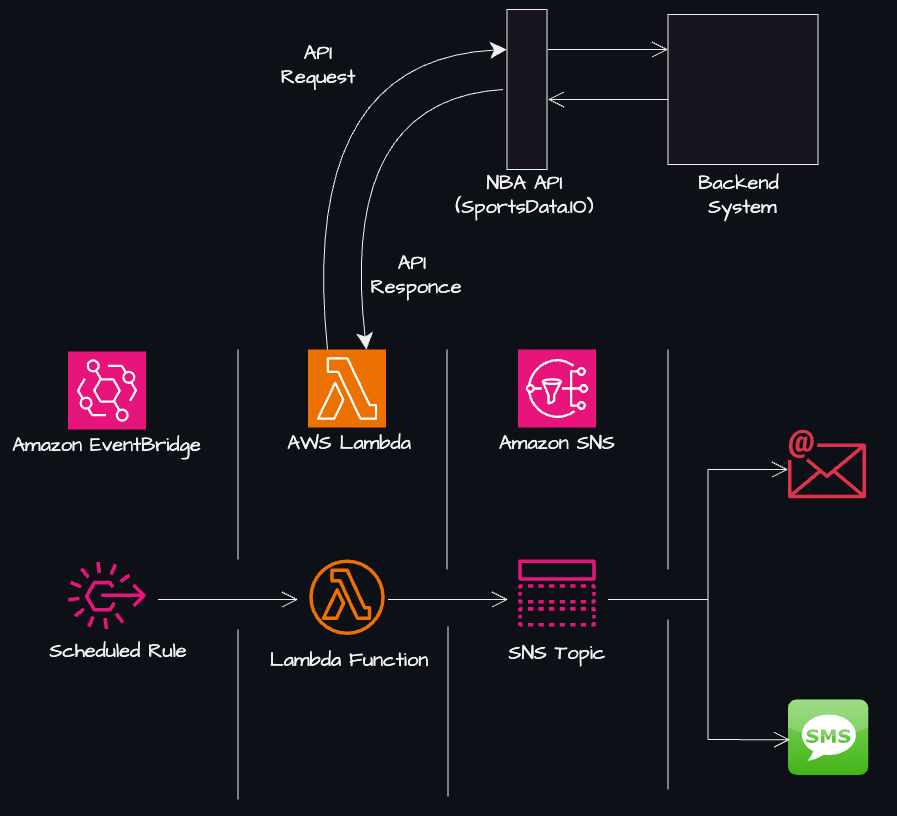 API
Request
NBA API
(SportsData.IO)
Backend
System
API
Responce
Amazon EventBridge
AWS Lambda
Amazon SNS
@
Scheduled Rule
Lambda Function
SNS Topic
SMS